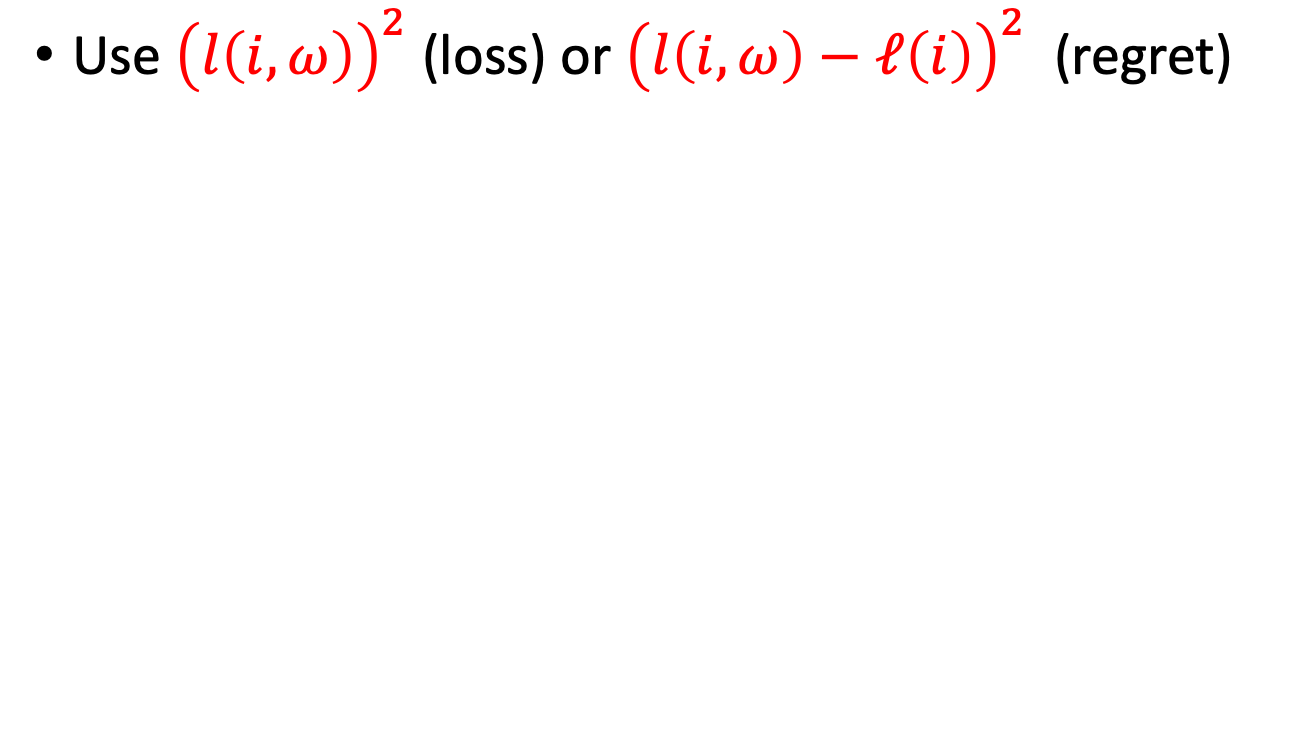 • Use (l(i, ω))² (loss) or (l(i, ω) − ℓ(i))² (regret)